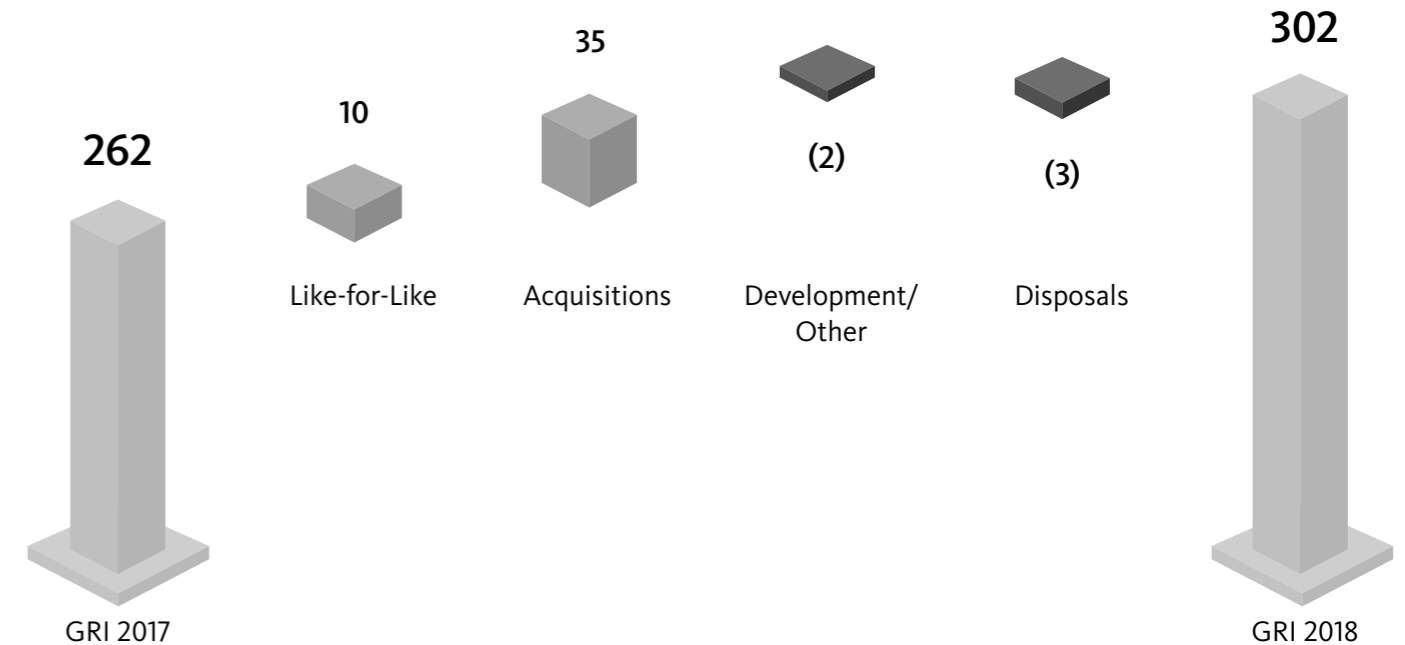 262
GRI 2017
10
Like-for-Like
35
Acquisitions
(2)
Development/
Other
(3)
Disposals
302
GRI 2018